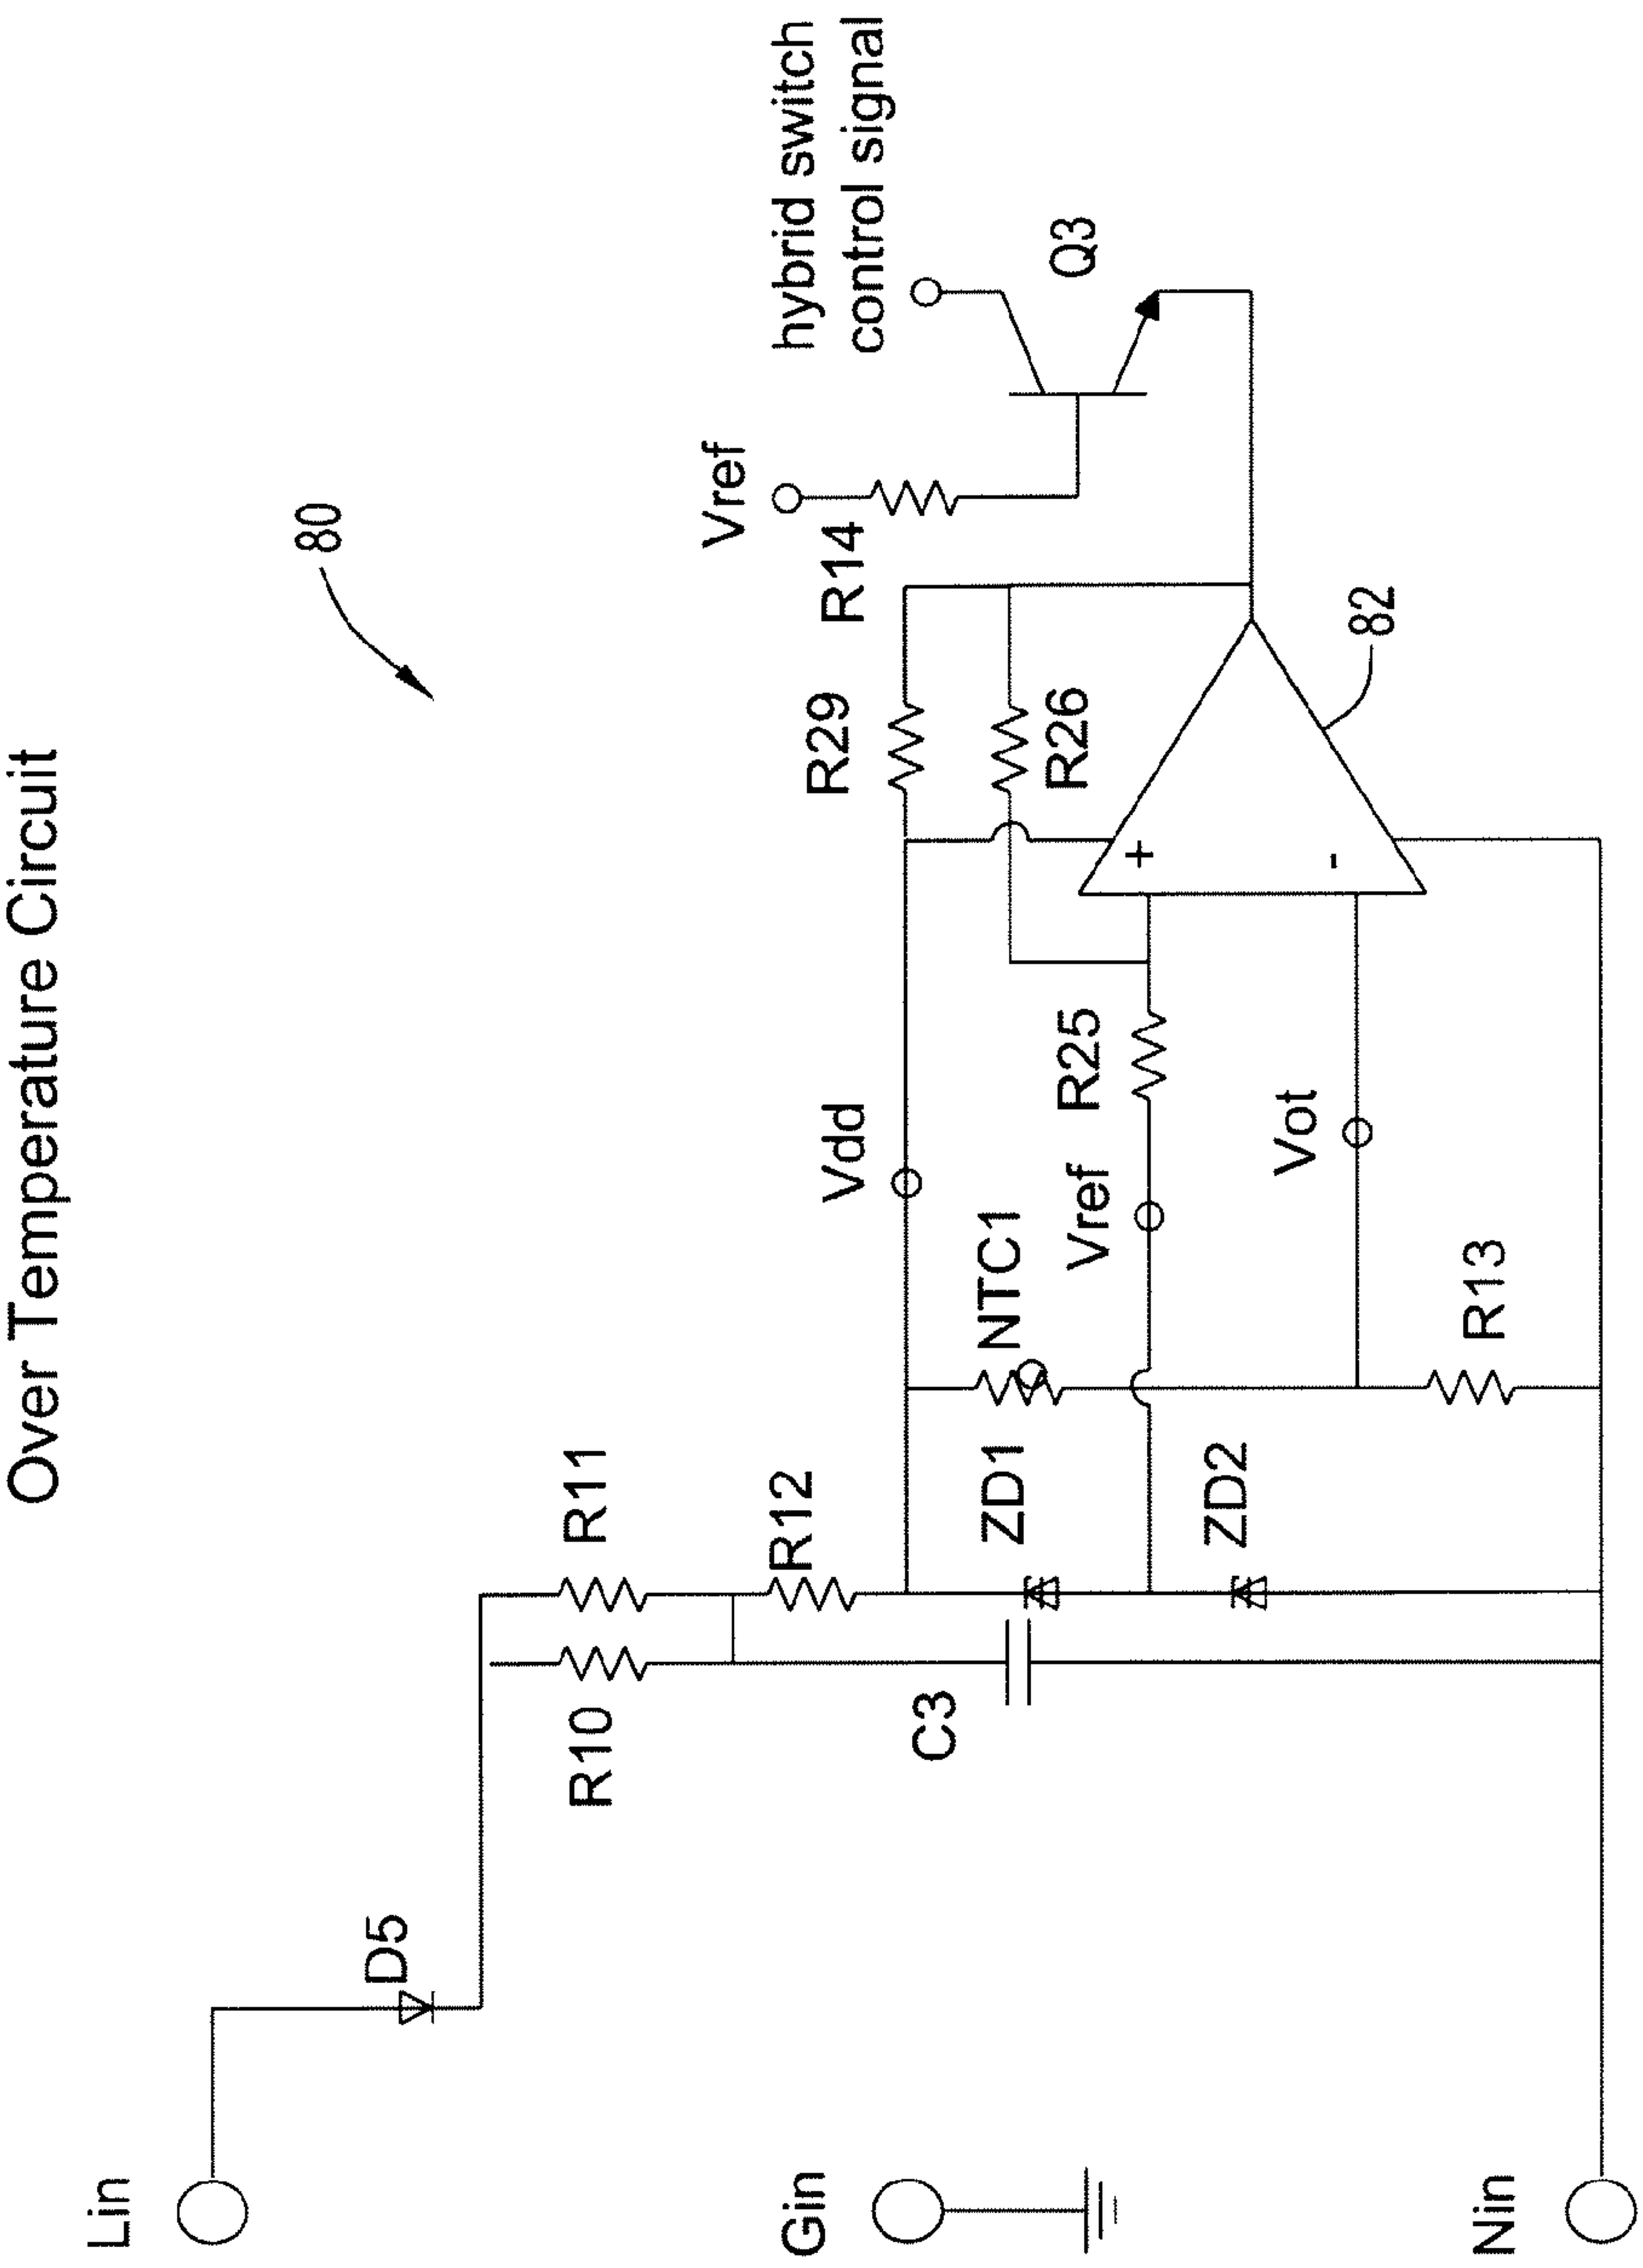 Over Temperature Circuit
80
Lin
D5
R10
R11
R12
C3
ZD1
ZD2
Gin
Nin
Vdd
NTC1
Vref
Vot
R13
R25
R29
R26
+
-
82
R14
Vref
Q3
hybrid switch
control signal